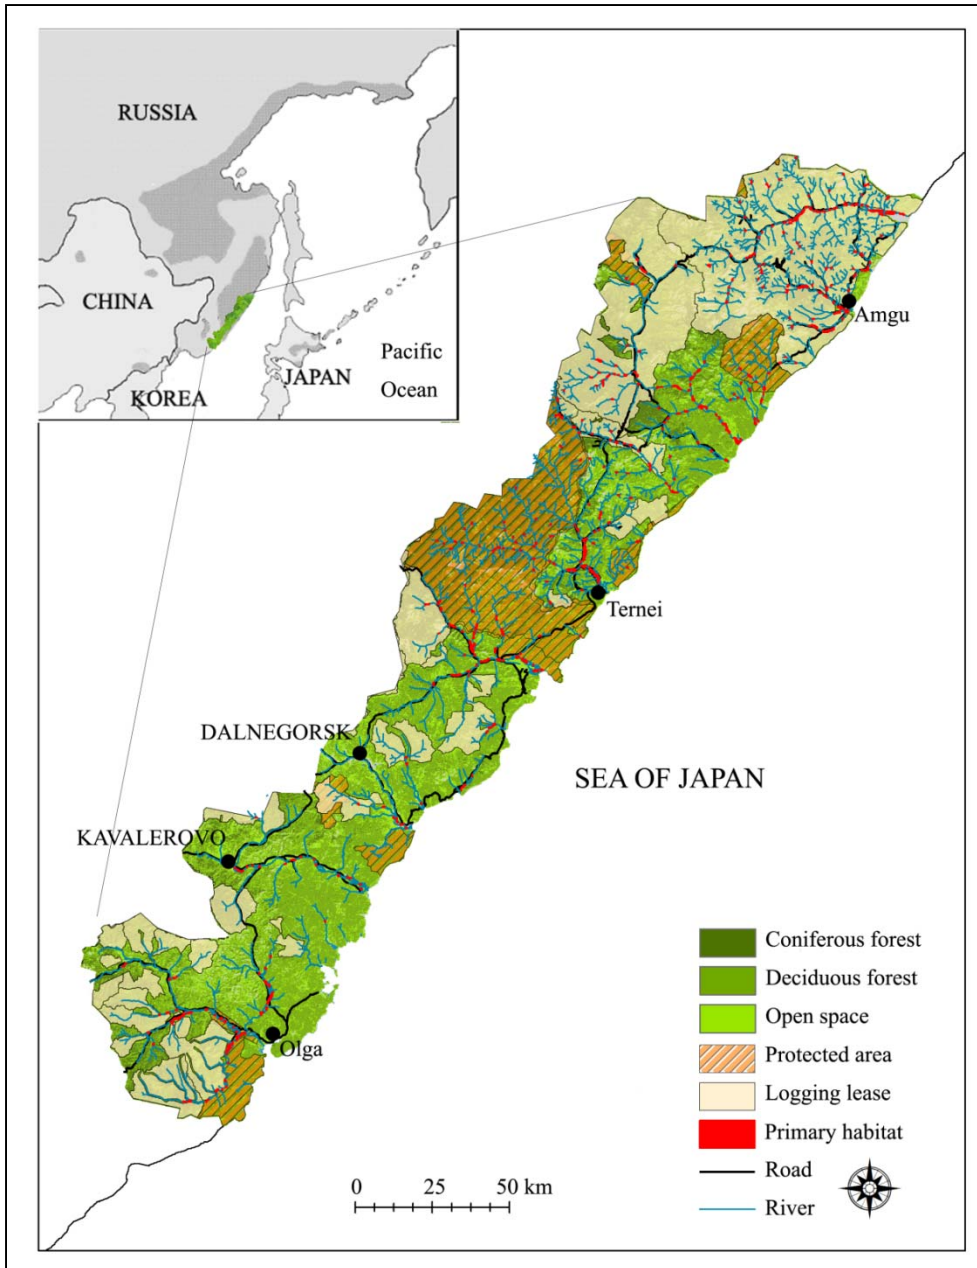 RUSSIA
CHINA
KOREA
JAPAN
Pacific
Ocean
Amgu
Ternei
DALNEGORSK
SEA OF JAPAN
KAVALEROVO
Olga
Coniferous forest
Deciduous forest
Open space
Protected area
Logging lease
Primary habitat
Road
River
0 25 50 km